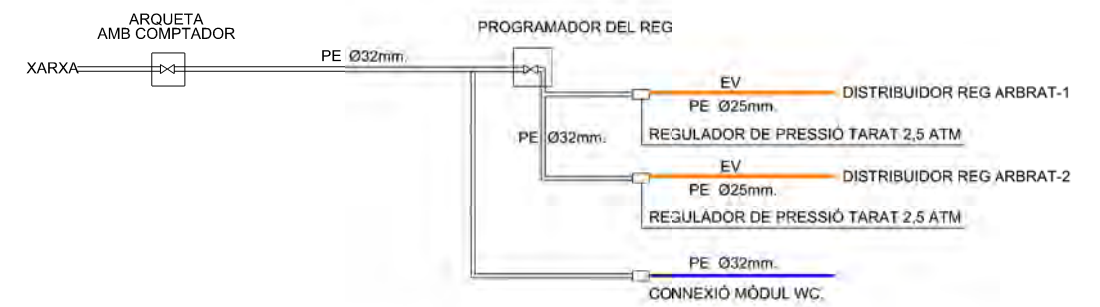 ARQUETA
AMB COMPTADOR
PROGRAMADOR DEL REG
XARXA
PE Ø32mm.
EV
DISTRIBUIDOR REG ARBRAT-1
PE Ø25mm.
REGULADOR DE PRESSIÓ TARAT 2,5 ATM
PE Ø32mm.
EV
DISTRIBUIDOR REG ARBRAT-2
PE Ø25mm.
REGULADOR DE PRESSIÓ TARAT 2,5 ATM
PE Ø32mm.
CONNEXIÓ MÒDUL WC.